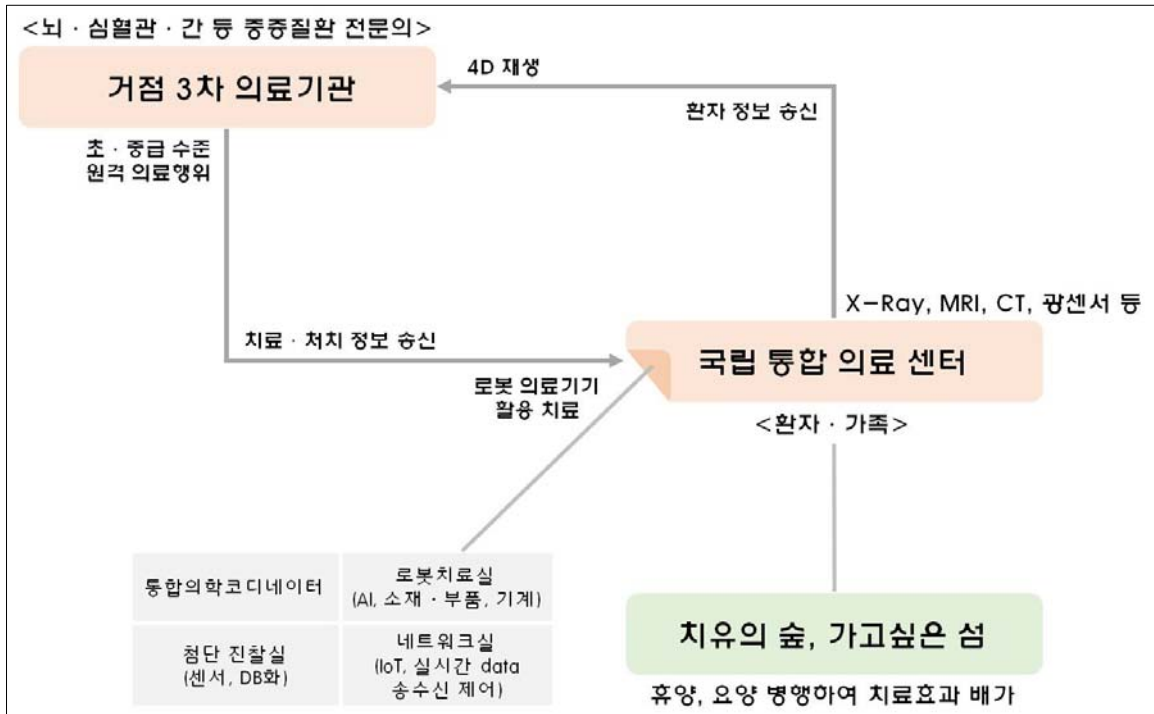 <뇌 · 심혈관 · 간 등 중증질환 전문의>
거점 3차 의료기관
4D 재생
환자 정보 송신
초 · 중급 수준
원격 의료행위
X-Ray, MRI, CT, 광센서 등
치료 · 처치 정보 송신
국립 통합 의료 센터
로봇 의료기기
활용 치료
<환자 · 가족>
통합의학코디네이터
로봇치료실
(AI, 소재 · 부품, 기계)
첨단 진찰실
(센서, DB화)
네트워크실
(IoT, 실시간 data
송수신 제어)
치유의 숲, 가고싶은 섬
휴양, 요양 병행하여 치료효과 배가